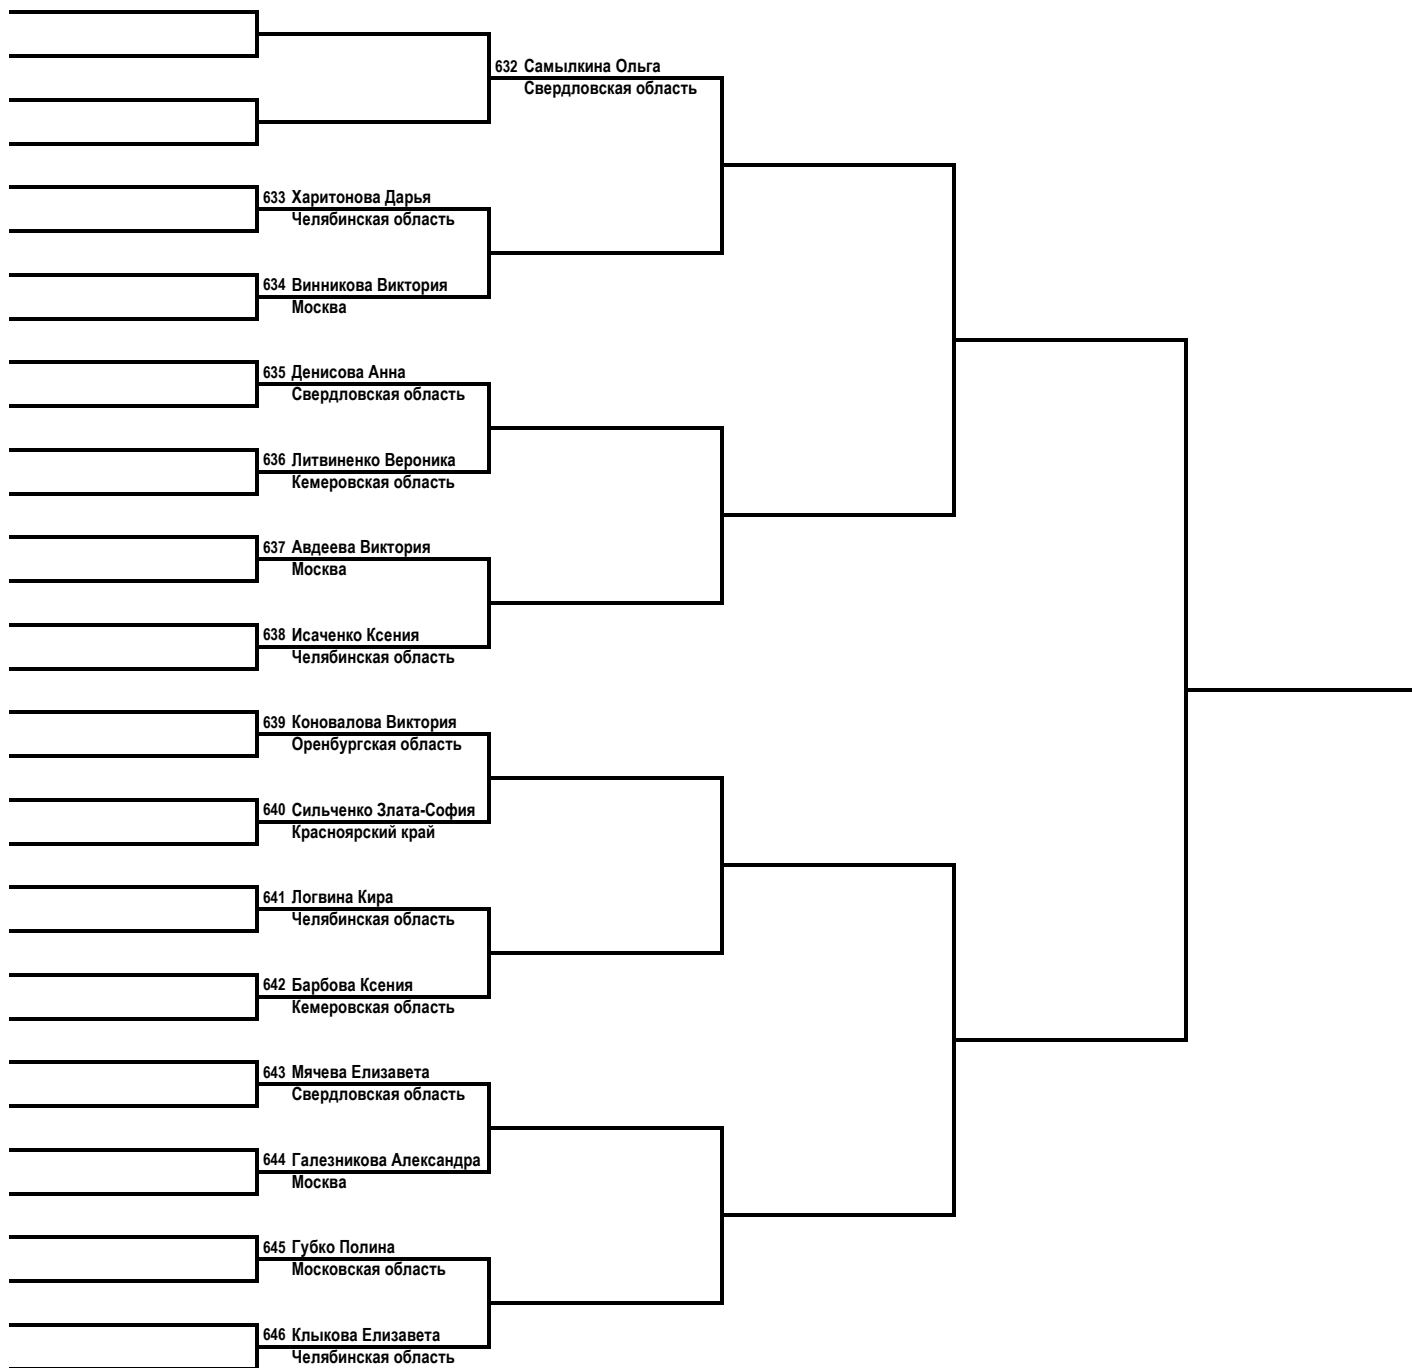 632 Самылкина Ольга
Свердловская область
633 Харитонова Дарья
Челябинская область
634 Винникова Виктория
Москва
635 Денисова Анна
Свердловская область
636 Литвиненко Вероника
Кемеровская область
637 Авдеева Виктория
Москва
638 Исаченко Ксения
Челябинская область
639 Коновалова Виктория
Оренбургская область
640 Сильченко Злата-София
Красноярский край
641 Логвина Кира
Челябинская область
642 Барбова Ксения
Кемеровская область
643 Мячева Елизавета
Свердловская область
644 Галезникова Александра
Москва
645 Губко Полина
Московская область
646 Клыкова Елизавета
Челябинская область